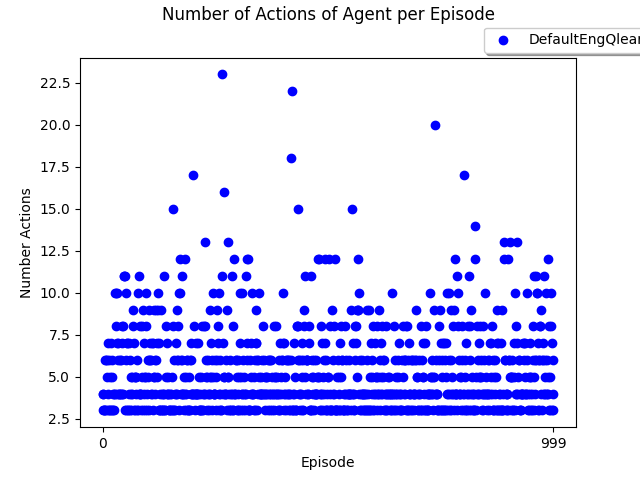 Number of Actions of Agent per Episode
DefaultEngQlear
22.5
20.0
17.5
15.0
12.5
10.0
7.5
5.0
2.5
Number Actions
0
999
Episode